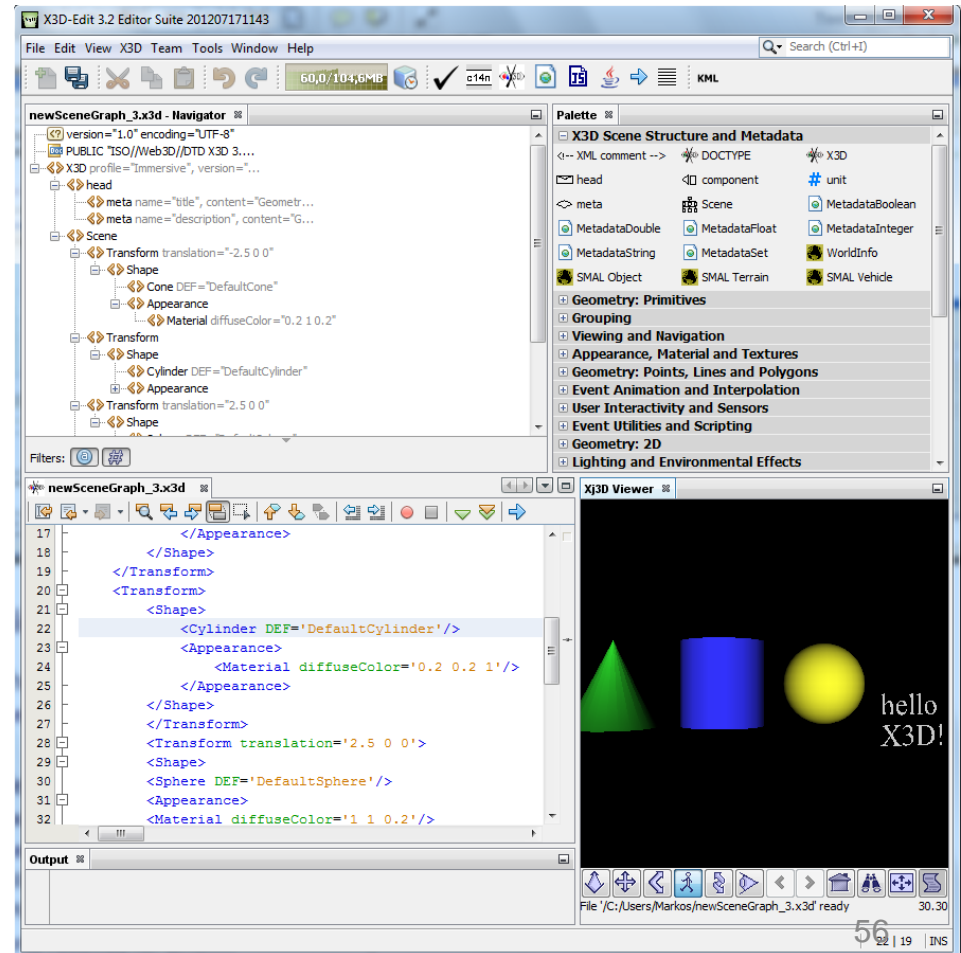 X3D-Edit 3.2 Editor Suite 201207171143
File Edit View X3D Team Tools Window Help
Search (Ctrl+I)
60,0/104,6MB
c14n
JS
KML
newSceneGraph_3.x3d - Navigator
<?> version="1.0" encoding="UTF-8"
PUBLIC "ISO//Web3D//DTD X3D 3....
X3D profile="Immersive", version="...
head
meta name="title", content="Geometr...
meta name="description", content="G...
Scene
Transform translation="-2.5 0 0"
Shape
Cone DEF="DefaultCone"
Appearance
Material diffuseColor="0.2 1 0.2"
Transform
Shape
Cylinder DEF="DefaultCylinder"
Appearance
Transform translation="2.5 0 0"
Shape
Filters:
Palette
X3D Scene Structure and Metadata
<!-- XML comment --> DOCTYPE X3D
head component # unit
meta Scene MetadataBoolean
MetadataDouble MetadataFloat MetadataInteger
MetadataString MetadataSet WorldInfo
SMAL Object SMAL Terrain SMAL Vehicle
Geometry: Primitives
Grouping
Viewing and Navigation
Appearance, Material and Textures
Geometry: Points, Lines and Polygons
Event Animation and Interpolation
User Interactivity and Sensors
Event Utilities and Scripting
Geometry: 2D
Lighting and Environmental Effects
newSceneGraph_3.x3d
17 </Appearance>
18 </Shape>
19 </Transform>
20 <Transform>
21 <Shape>
22 <Cylinder DEF='DefaultCylinder'/>
23 <Appearance>
24 <Material diffuseColor='0.2 0.2 1'/>
25 </Appearance>
26 </Shape>
27 </Transform>
28 <Transform translation='2.5 0 0'>
29 <Shape>
30 <Sphere DEF='DefaultSphere'/>
31 <Appearance>
32 <Material diffuseColor='1 1 0.2'/>
Xj3D Viewer
hello
X3D!
File '/C:/Users/Markos/newSceneGraph_3.x3d' ready 30.30
Output
56
22 | 19 INS